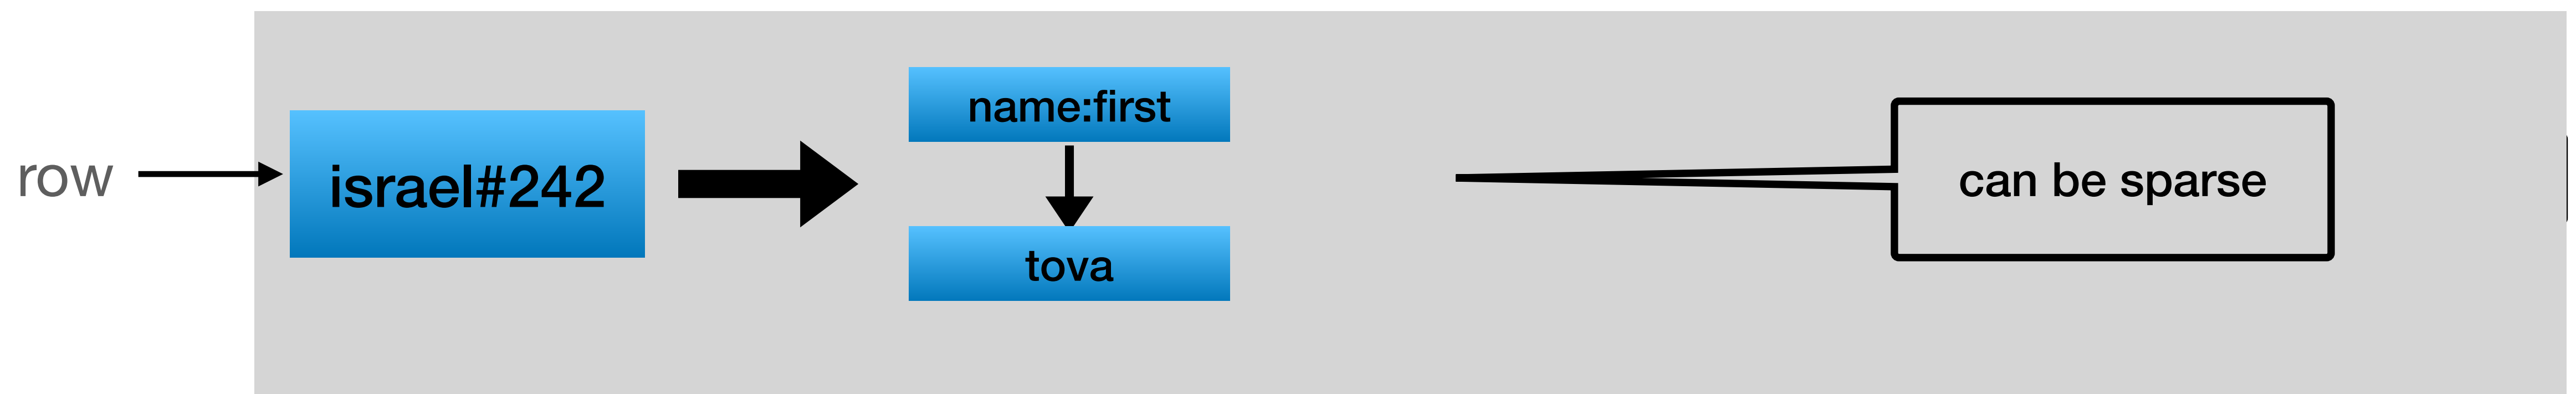 row
israel#242
name:first
tova
can be sparse